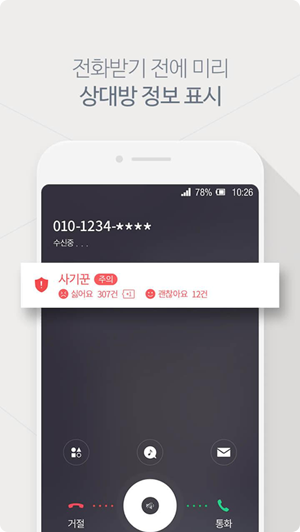 전화받기 전에 미리
상대방 정보 표시
78% 10:26
010-1234-****
수신중 . . .
사기꾼 주의
싫어요 307건 +1 괜찮아요 12건
거절 통화